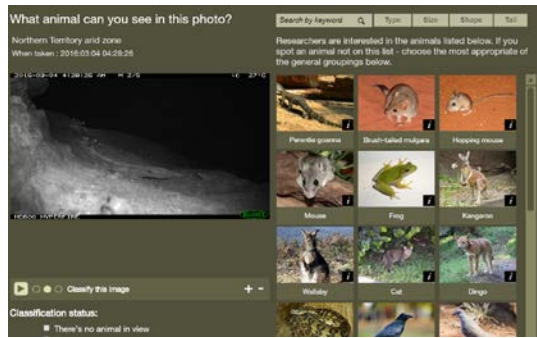 What animal can you see in this photo?
Northern Territory arid zone
When taken : 2016:03:04 04:28:26
2016-03-04 4:28:26 AM M 2/5 27°C
HC600 HYPERFIRE
Classify this image
+ -
Classification status:
There's no animal in view
Search by keyword Type Size Shape Tail
Researchers are interested in the animals listed below. If you
spot an animal not on this list - choose the most appropriate of
the general groupings below.
Perentie goanna Brush-tailed mulgara Hopping mouse
Mouse Frog Kangaroo
Wallaby Cat Dingo